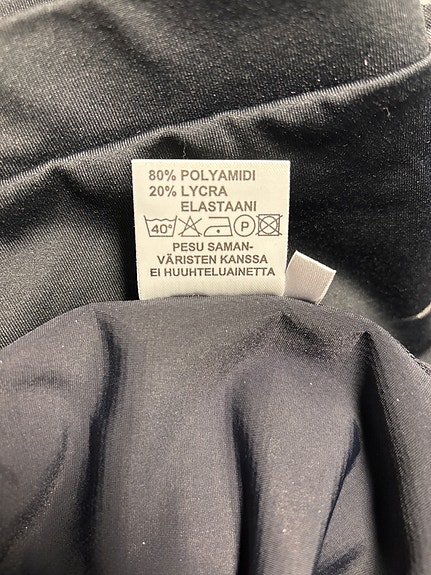 80% POLYAMIDI
20% LYCRA
ELASTAANI
40° P
PESU SAMAN-
VÄRISTEN KANSSA
EI HUUHTELUAINETTA